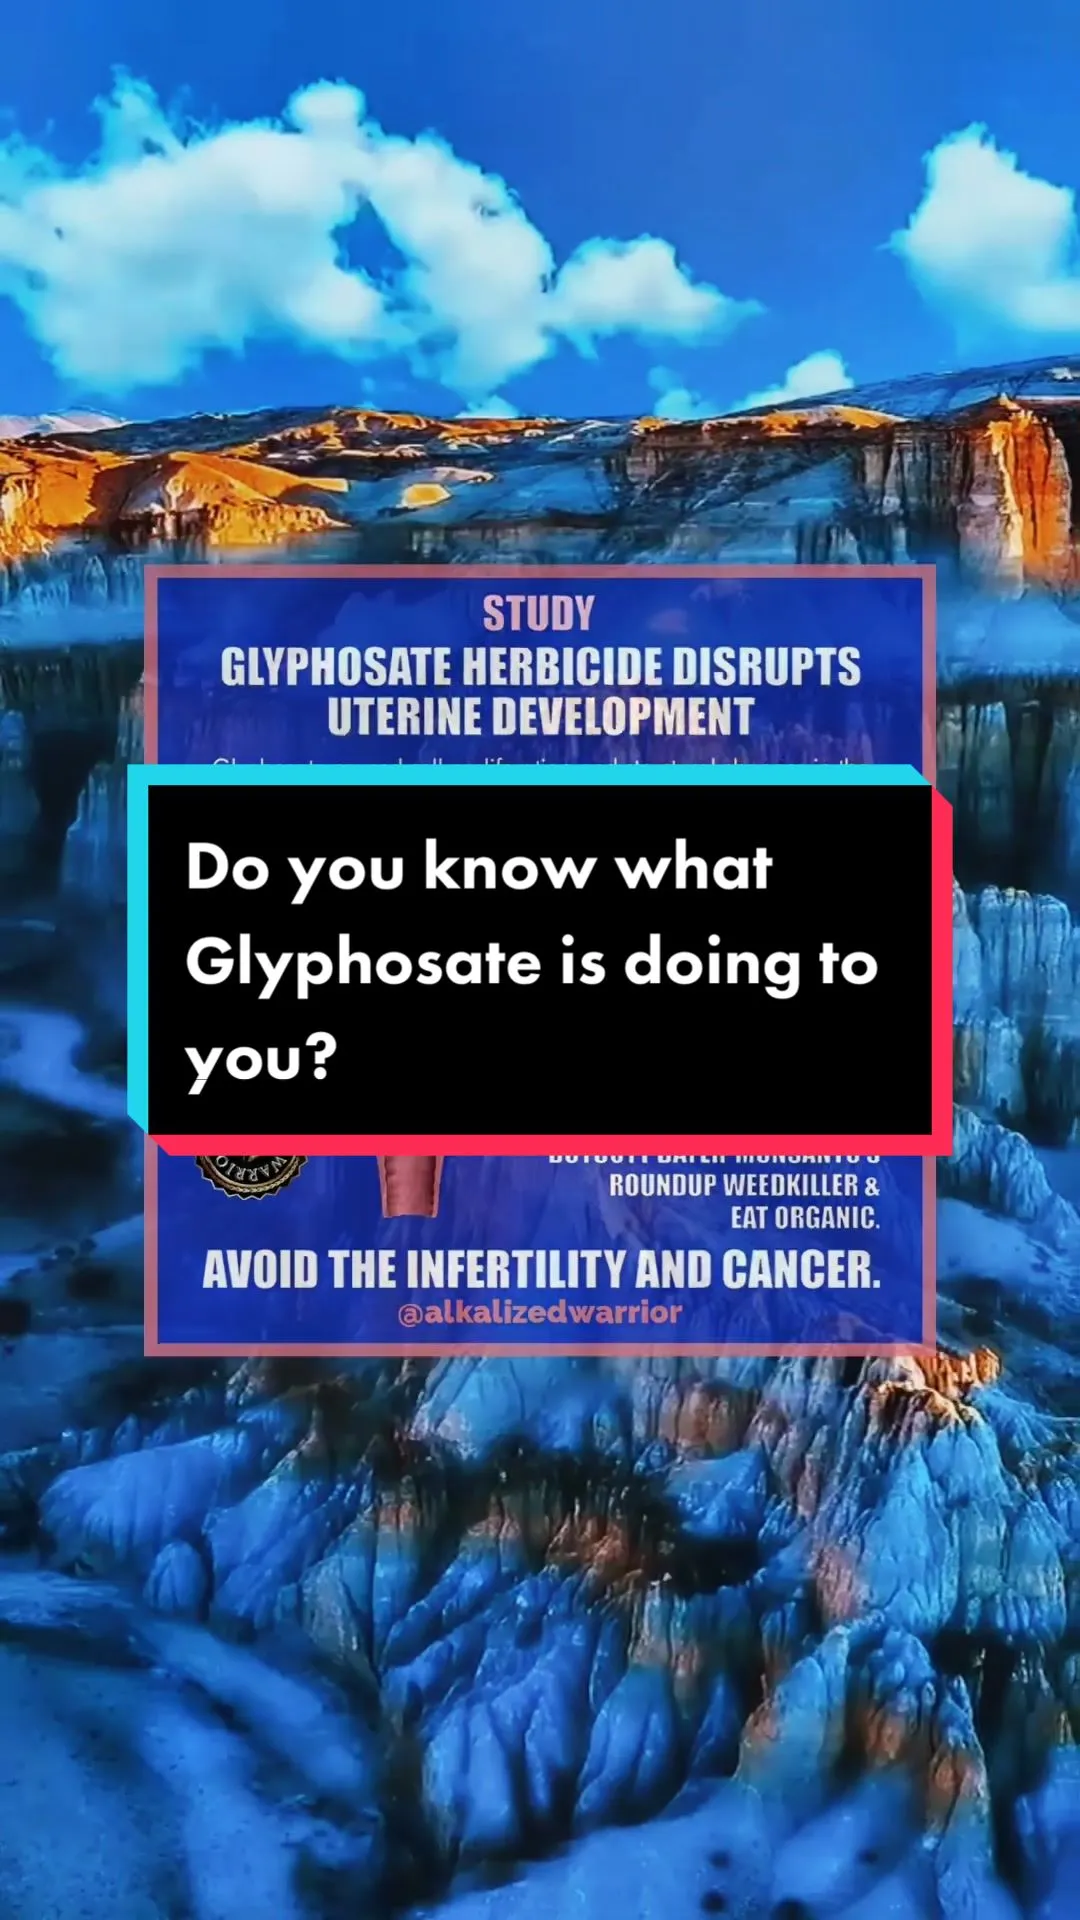 STUDY
GLYPHOSATE HERBICIDE DISRUPTS
UTERINE DEVELOPMENT
Do you know what
Glyphosate is doing to
you?
WARRIO
ROUNDUP WEEDKILLER &
EAT ORGANIC.
AVOID THE INFERTILITY AND CANCER.
@alkalizedwarrior